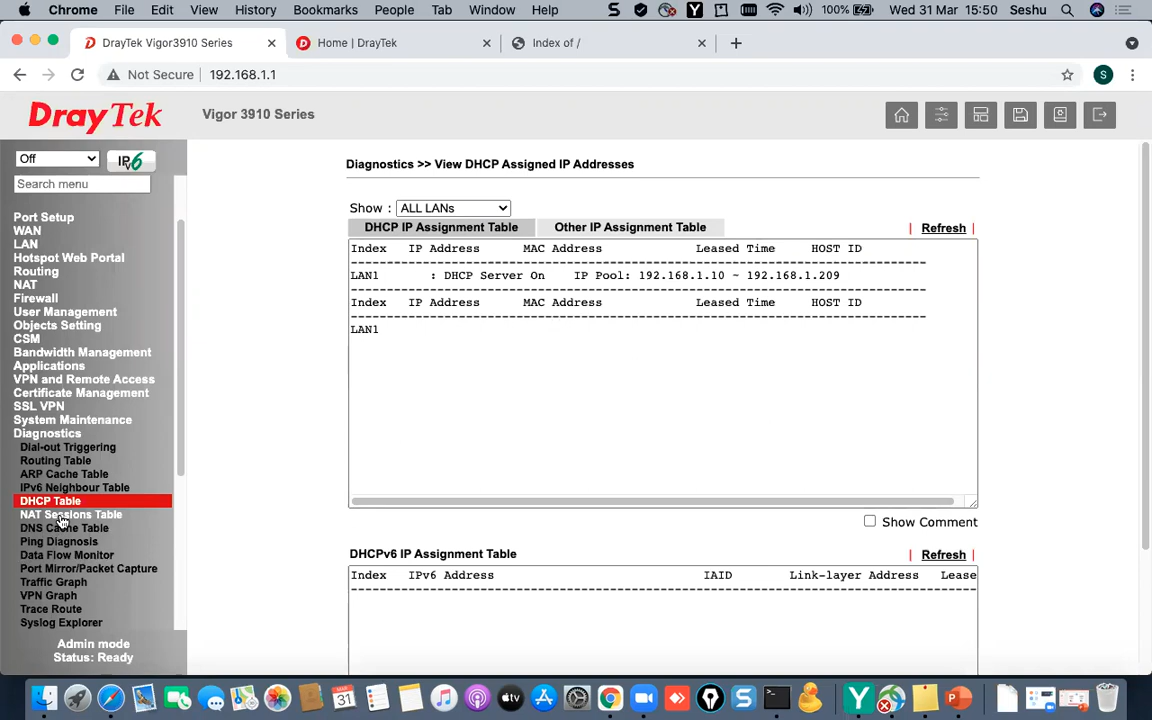 Chrome File Edit View History Bookmarks People Tab Window Help 100% Wed 31 Mar 15:50 Seshu
DrayTek Vigor3910 Series
Home | DrayTek
Index of /
Not Secure 192.168.1.1
S
DrayTek
Vigor 3910 Series
Off
IPv6
Search menu
Port Setup
WAN
LAN
Hotspot Web Portal
Routing
NAT
Firewall
User Management
Objects Setting
CSM
Bandwidth Management
Applications
VPN and Remote Access
Certificate Management
SSL VPN
System Maintenance
Diagnostics
Dial-out Triggering
Routing Table
ARP Cache Table
IPv6 Neighbour Table
DHCP Table
NAT Sessions Table
DNS Cache Table
Ping Diagnosis
Data Flow Monitor
Port Mirror/Packet Capture
Traffic Graph
VPN Graph
Trace Route
Syslog Explorer
Admin mode
Status: Ready
Diagnostics >> View DHCP Assigned IP Addresses
Show : ALL LANs
DHCP IP Assignment Table Other IP Assignment Table | Refresh |
Index IP Address MAC Address Leased Time HOST ID
--------------------------------------------------------------------------------
LAN1 : DHCP Server On IP Pool: 192.168.1.10 ~ 192.168.1.209
--------------------------------------------------------------------------------
Index IP Address MAC Address Leased Time HOST ID
--------------------------------------------------------------------------------
LAN1
Show Comment
DHCPv6 IP Assignment Table | Refresh |
Index IPv6 Address IAID Link-layer Address Lease
--------------------------------------------------------------------------------